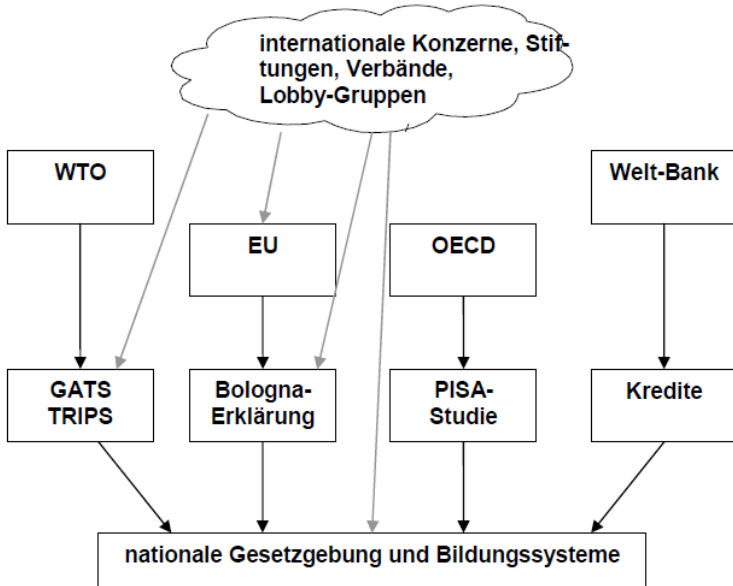 internationale Konzerne, Stif-
tungen, Verbände,
Lobby-Gruppen
WTO
Welt-Bank
EU
OECD
GATS
TRIPS
Bologna-
Erklärung
PISA-
Studie
Kredite
nationale Gesetzgebung und Bildungssysteme